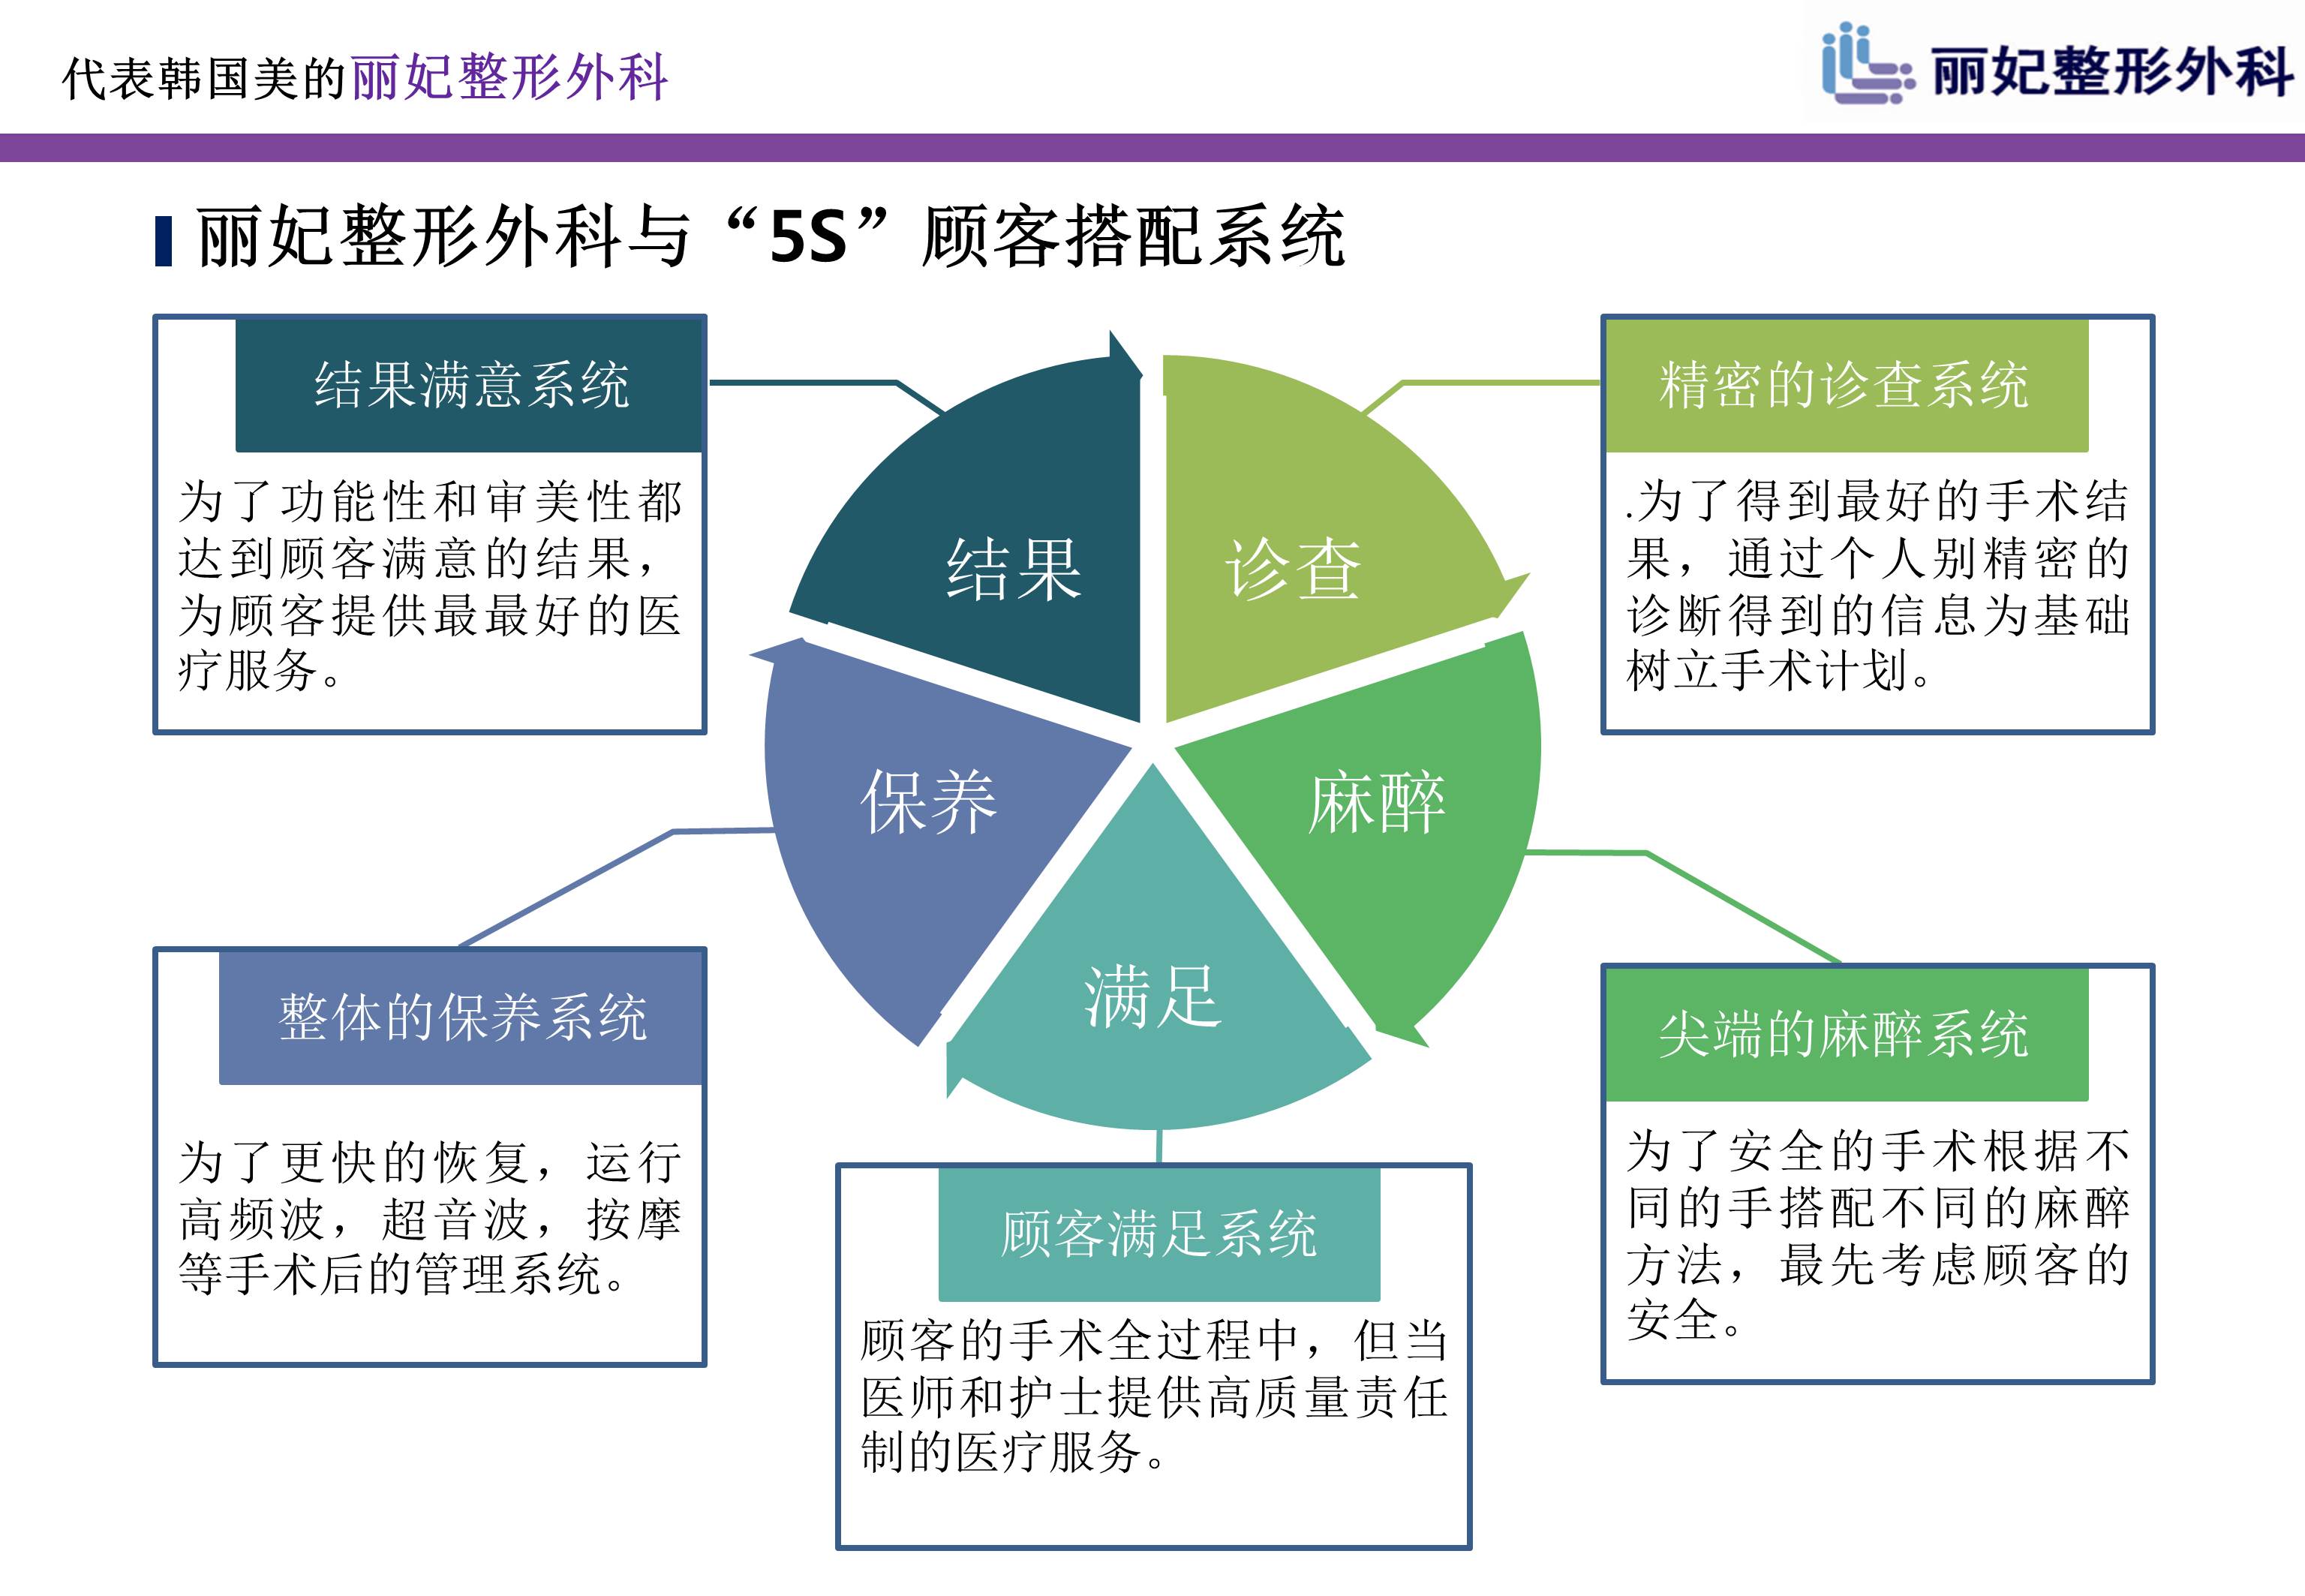 代表韩国美的丽妃整形外科
丽妃整形外科
丽妃整形外科与“5S”顾客搭配系统
结果满意系统
为了功能性和审美性都
达到顾客满意的结果，
为顾客提供最最好的医
疗服务。
精密的诊查系统
.为了得到最好的手术结
果，通过个人别精密的
诊断得到的信息为基础
树立手术计划。
结果
诊查
保养
麻醉
满足
整体的保养系统
为了更快的恢复，运行
高频波，超音波，按摩
等手术后的管理系统。
尖端的麻醉系统
为了安全的手术根据不
同的手搭配不同的麻醉
方法，最先考虑顾客的
安全。
顾客满足系统
顾客的手术全过程中，但当
医师和护士提供高质量责任
制的医疗服务。